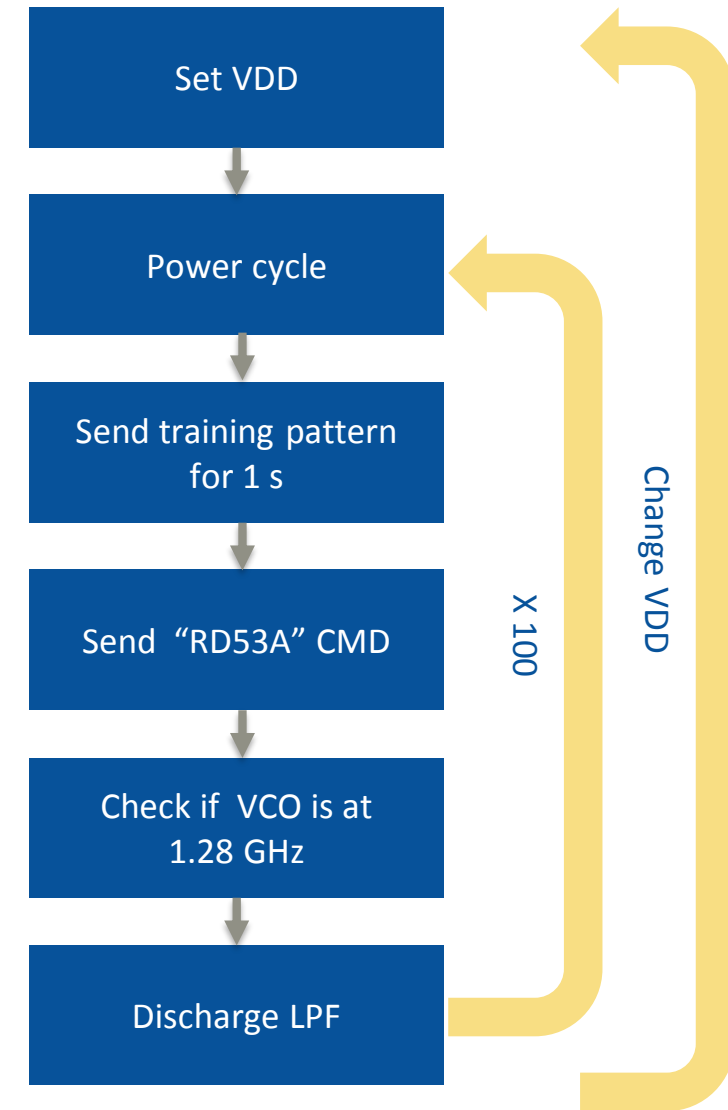 Set VDD
Power cycle
Send training pattern
for 1 s
Send “RD53A” CMD
Check if VCO is at
1.28 GHz
Discharge LPF
X 100
Change VDD